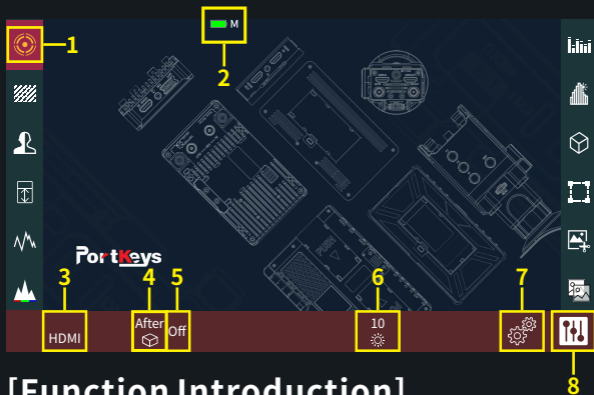 1
M
2
PortKeys
3
4
5
6
7
HDMI
After
Off
10
8
[Function Introduction]